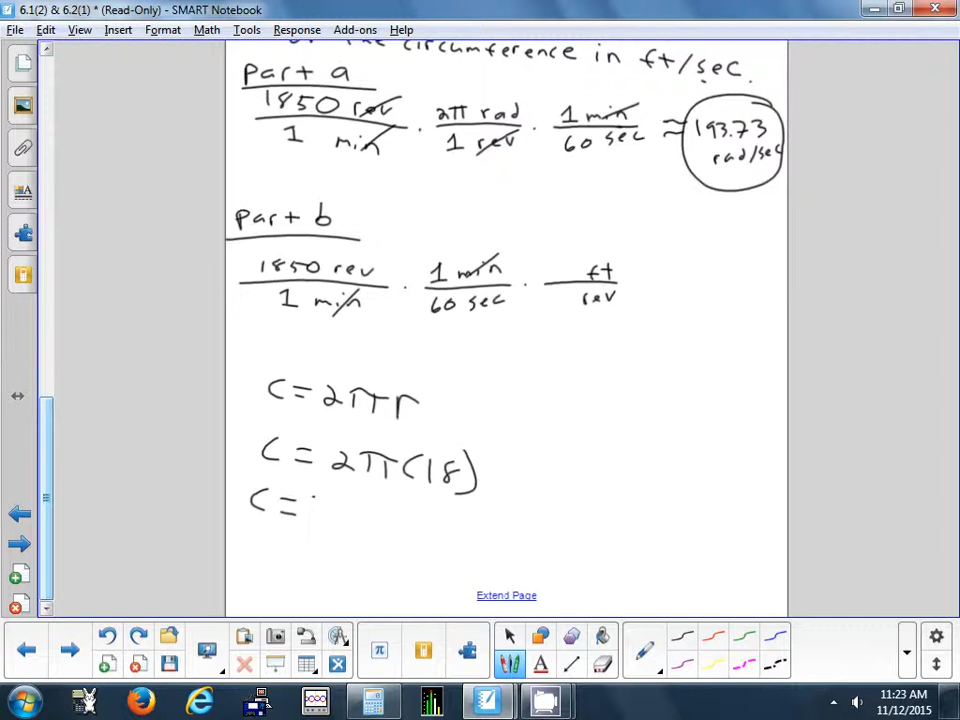 6.1(2) & 6.2(1) * (Read-Only) - SMART Notebook
File Edit View Insert Format Math Tools Response Add-ons Help
the circumference in ft/sec.
part a
1850 rev / 1 min · 2π rad / 1 rev · 1 min / 60 sec ≈ 193.73 rad/sec
part b
1850 rev / 1 min · 1 min / 60 sec · ft / rev
C = 2πr
C = 2π(18)
C =
Extend Page
11:23 AM
11/12/2015